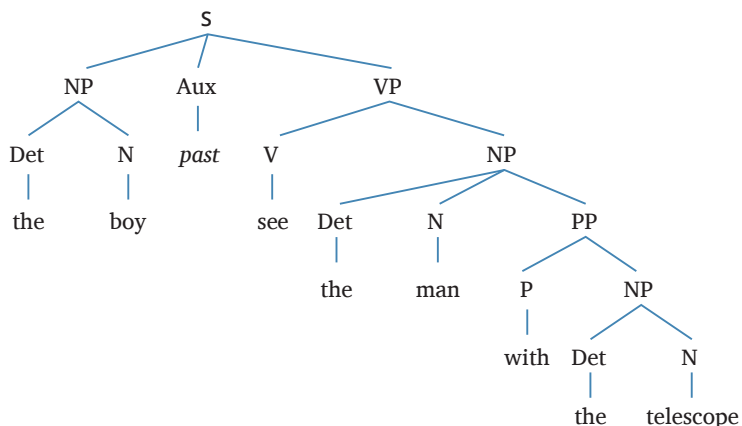 S
NP Aux VP
Det N past V NP
the boy see Det N PP
the man P NP
with Det N
the telescope